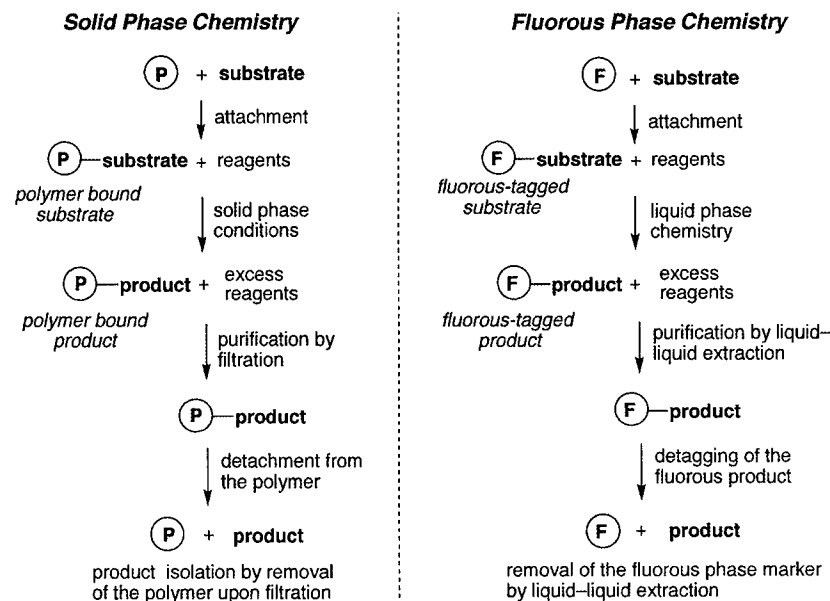 Solid Phase Chemistry
P + substrate
attachment
P substrate + reagents
polymer bound
substrate
solid phase
conditions
P product + excess
reagents
polymer bound
product
purification by
filtration
P product
detachment from
the polymer
P + product
product isolation by removal
of the polymer upon filtration
Fluorous Phase Chemistry
F + substrate
attachment
F substrate + reagents
fluorous-tagged
substrate
liquid phase
chemistry
F product + excess
reagents
fluorous-tagged
product
purification by liquid–
liquid extraction
F product
detagging of the
fluorous product
F + product
removal of the fluorous phase marker
by liquid–liquid extraction